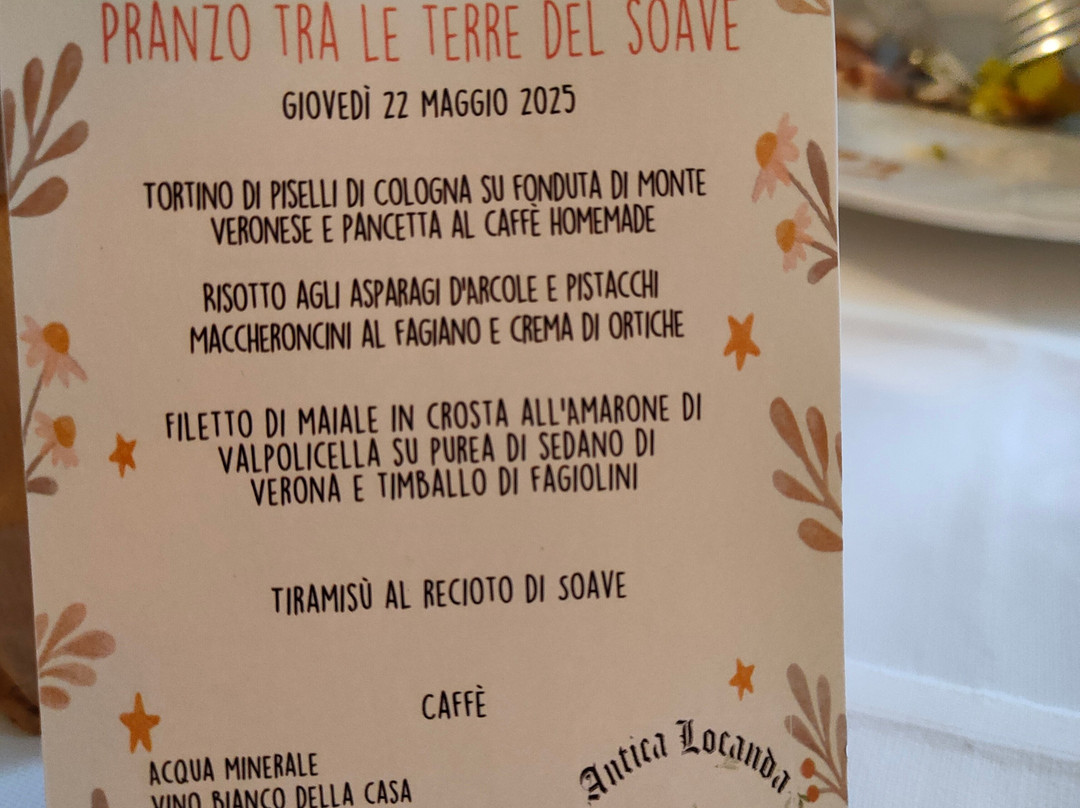 PRANZO TRA LE TERRE DEL SOAVE
GIOVEDÌ 22 MAGGIO 2025
TORTINO DI PISELLI DI COLOGNA SU FONDUTA DI MONTE
VERONESE E PANCETTA AL CAFFÈ HOMEMADE
RISOTTO AGLI ASPARAGI D'ARCOLE E PISTACCHI
MACCHERONCINI AL FAGIANO E CREMA DI ORTICHE
FILETTO DI MAIALE IN CROSTA ALL'AMARONE DI
VALPOLICELLA SU PUREA DI SEDANO DI
VERONA E TIMBALLO DI FAGIOLINI
TIRAMISÙ AL RECIOTO DI SOAVE
CAFFÈ
ACQUA MINERALE
VINO BIANCO DELLA CASA
Antica Locanda